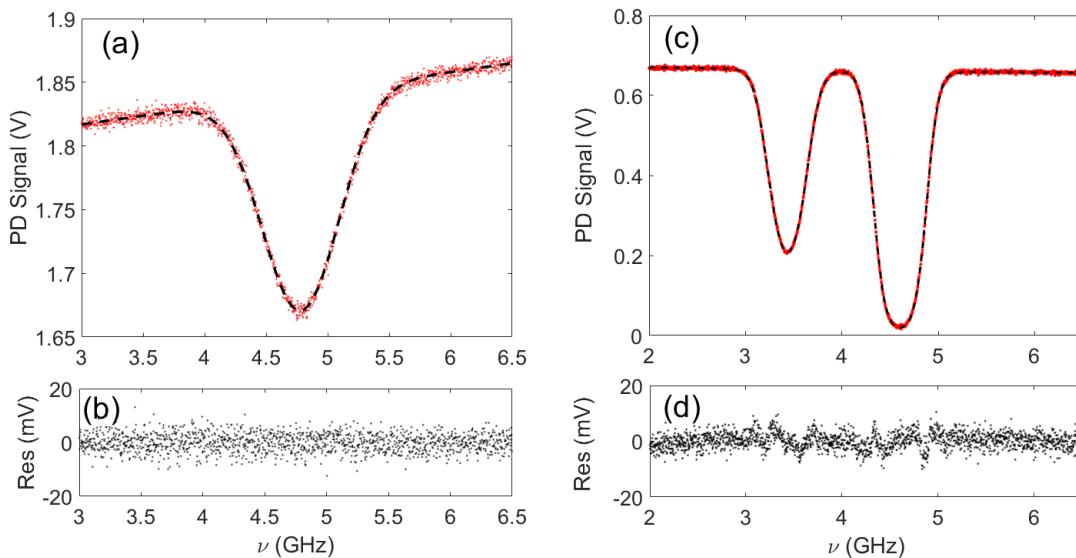 (a)
1.9
1.85
1.8
1.75
1.7
1.65
PD Signal (V)
3 3.5 4 4.5 5 5.5 6 6.5
(b)
20
0
-20
Res (mV)
3 3.5 4 4.5 5 5.5 6 6.5
ν (GHz)
(c)
0.8
0.6
0.4
0.2
0
PD Signal (V)
2 3 4 5 6
(d)
20
0
-20
Res (mV)
2 3 4 5 6
ν (GHz)